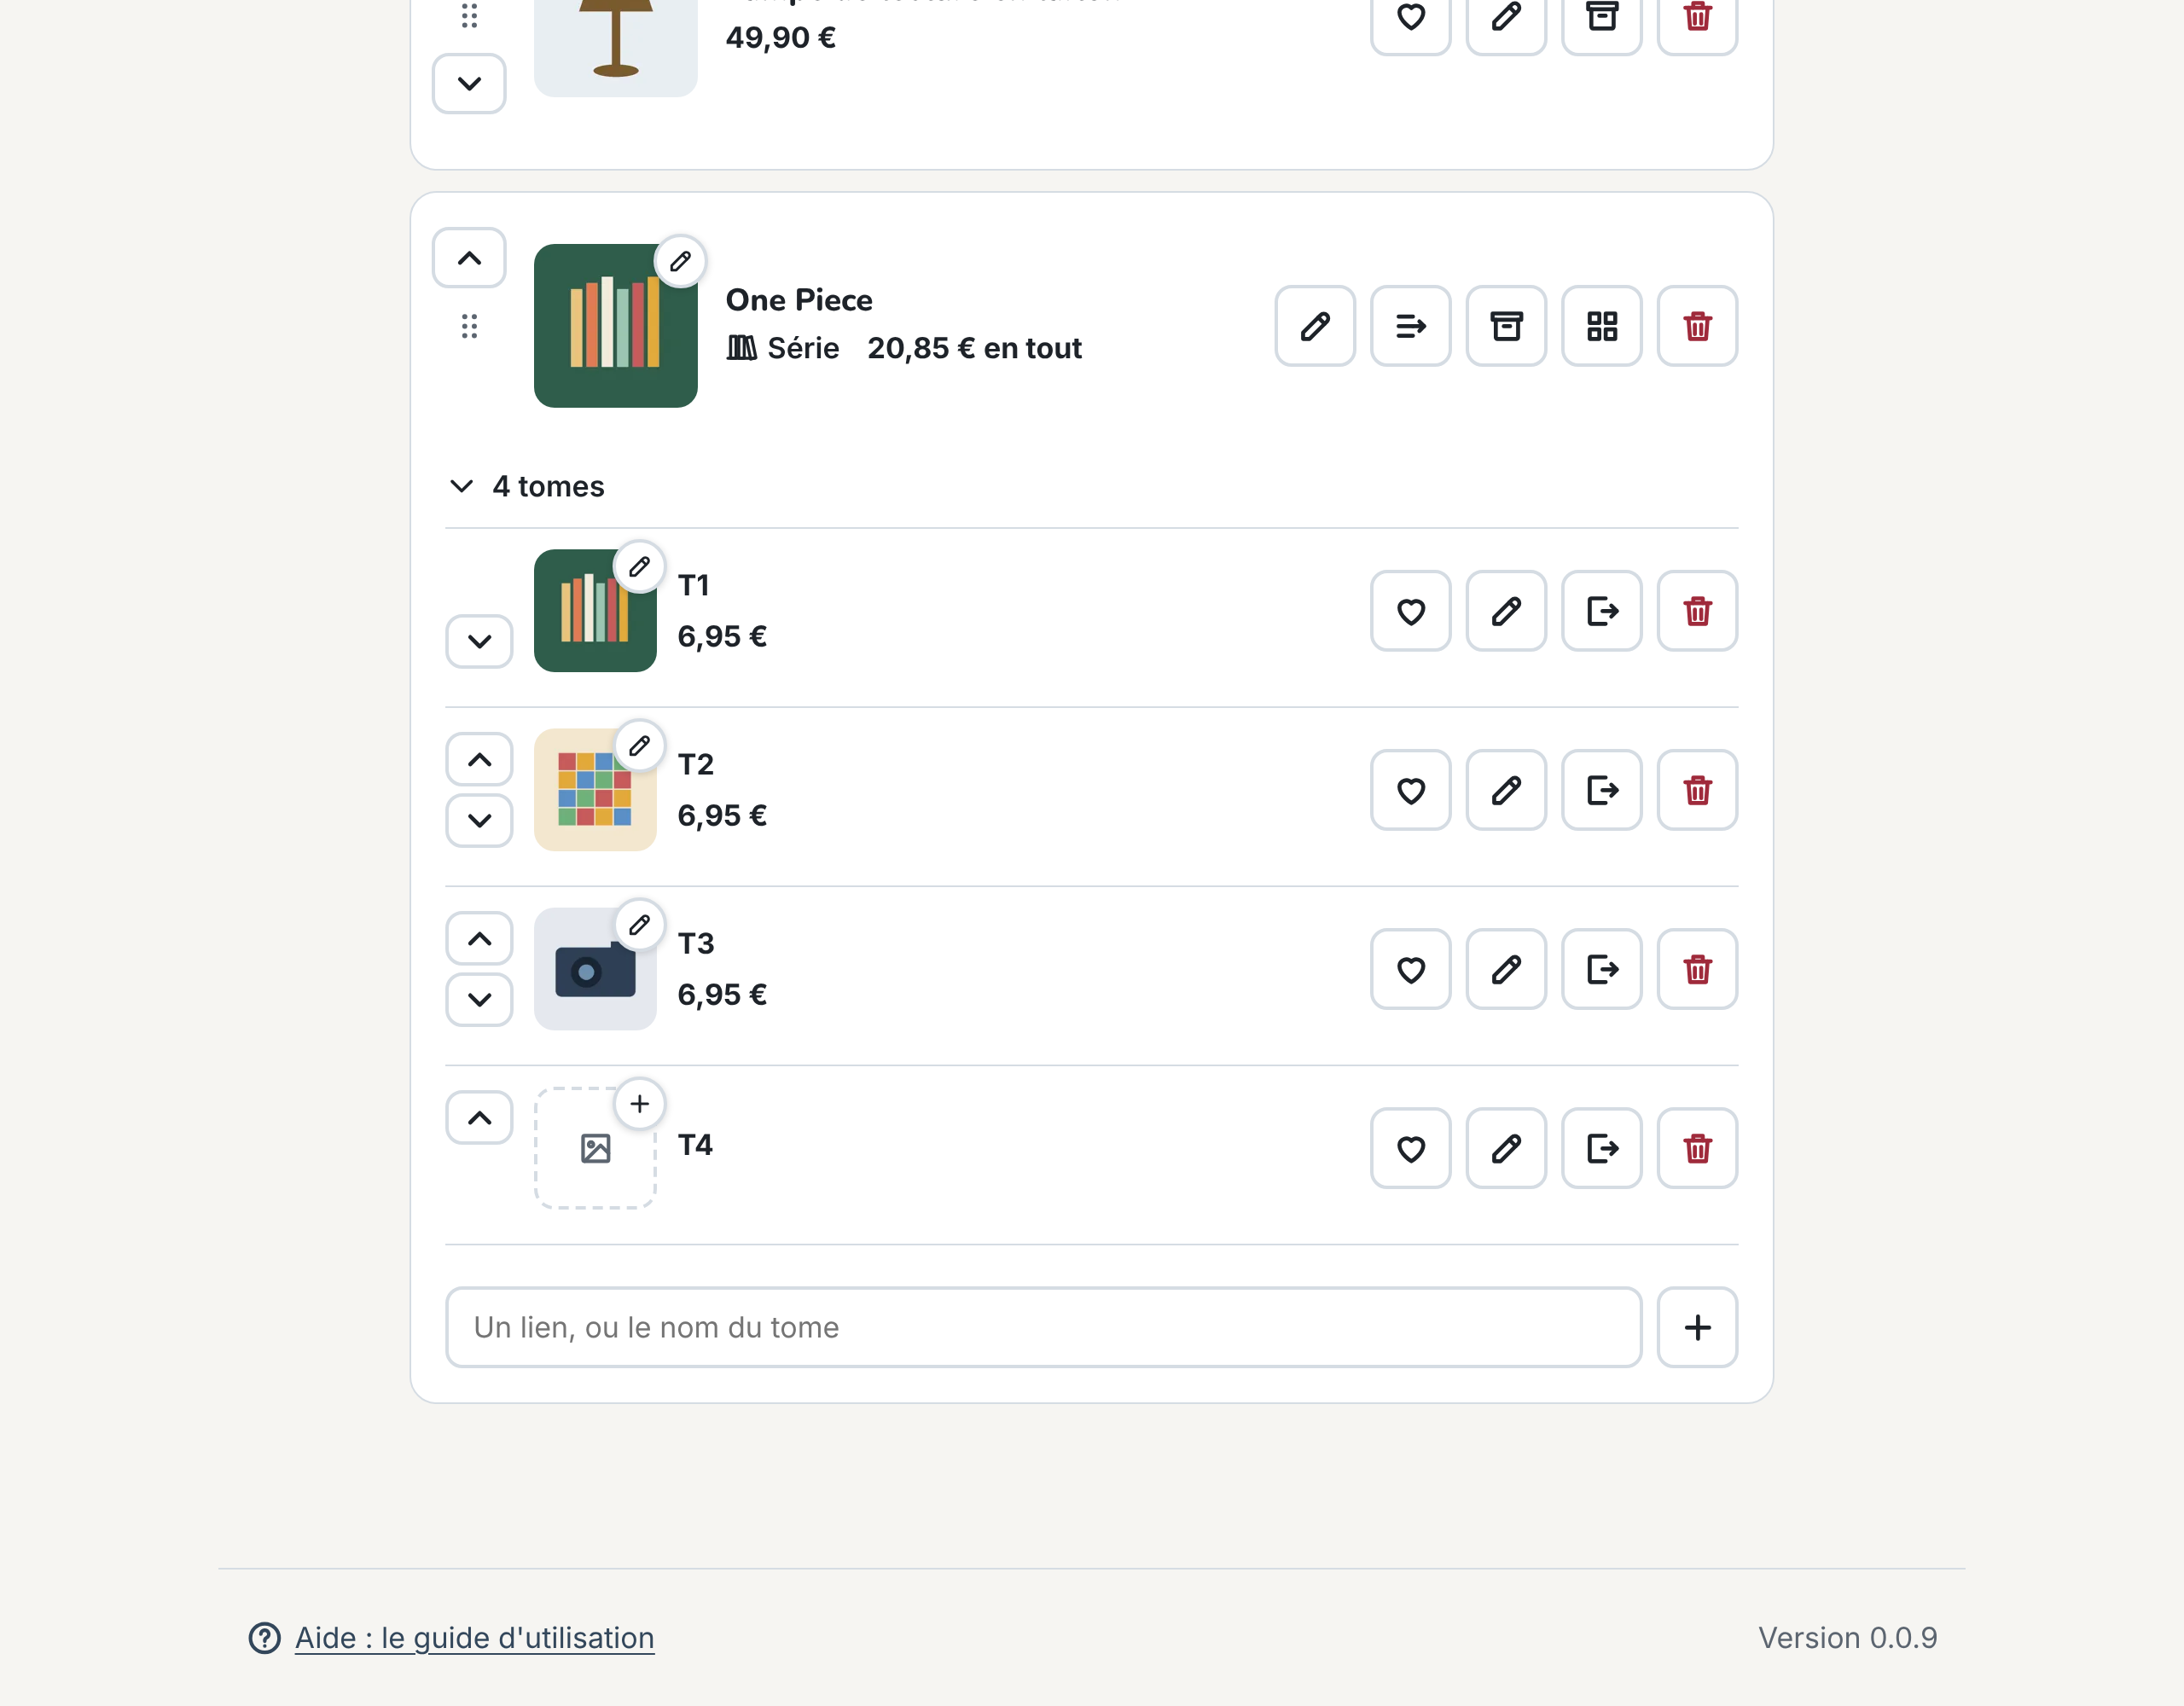 49,90 €
One Piece
Série 20,85 € en tout
4 tomes
T1
6,95 €
T2
6,95 €
T3
6,95 €
T4
Un lien, ou le nom du tome
Aide : le guide d'utilisation
Version 0.0.9